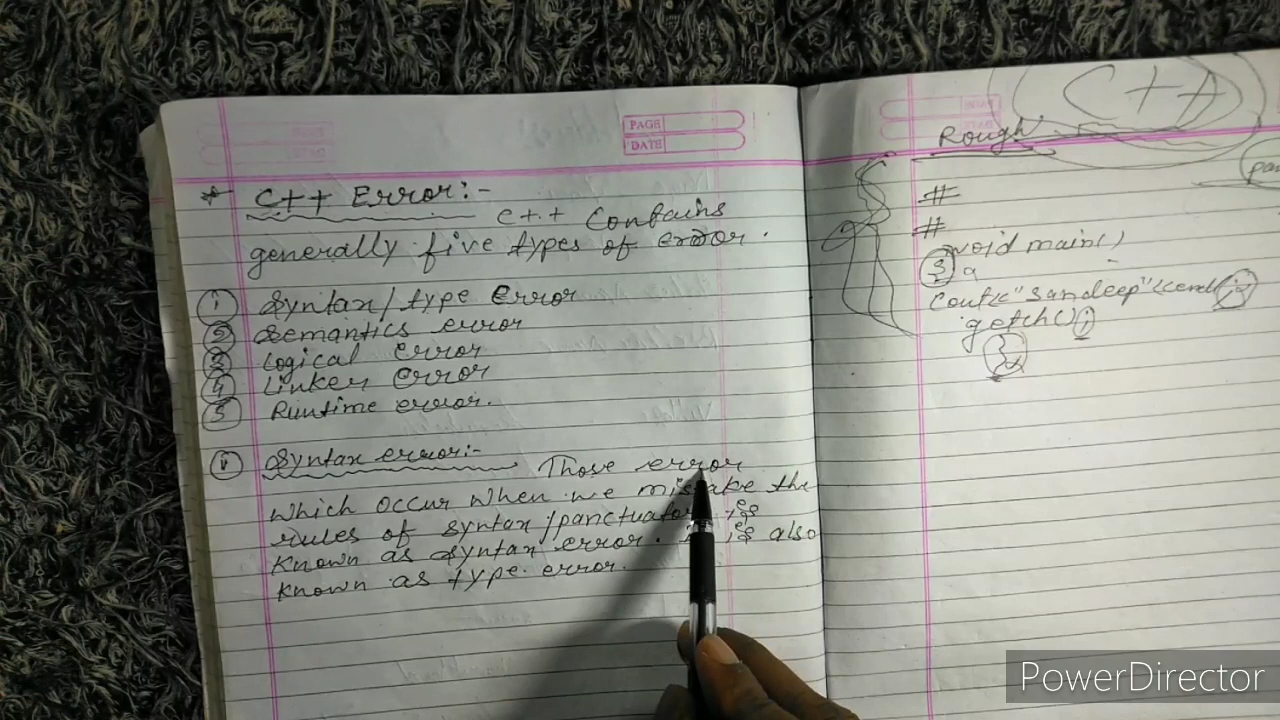 PAGE
DATE
* C++ Error:-
C++ Contains
generally five types of error.
1 Syntax/type Error
2 Semantics error
3 Logical error
4 Linker error
5 Runtime error.
1 Syntax error:-
Those error
which occur when we mistake the
rules of syntax/panctuator is
known as syntax error. is also
known as type error.
C++
Rough
#
#
void main()
{
Cout<<"Sandeep"<<endl;
getch();
}
PowerDirector